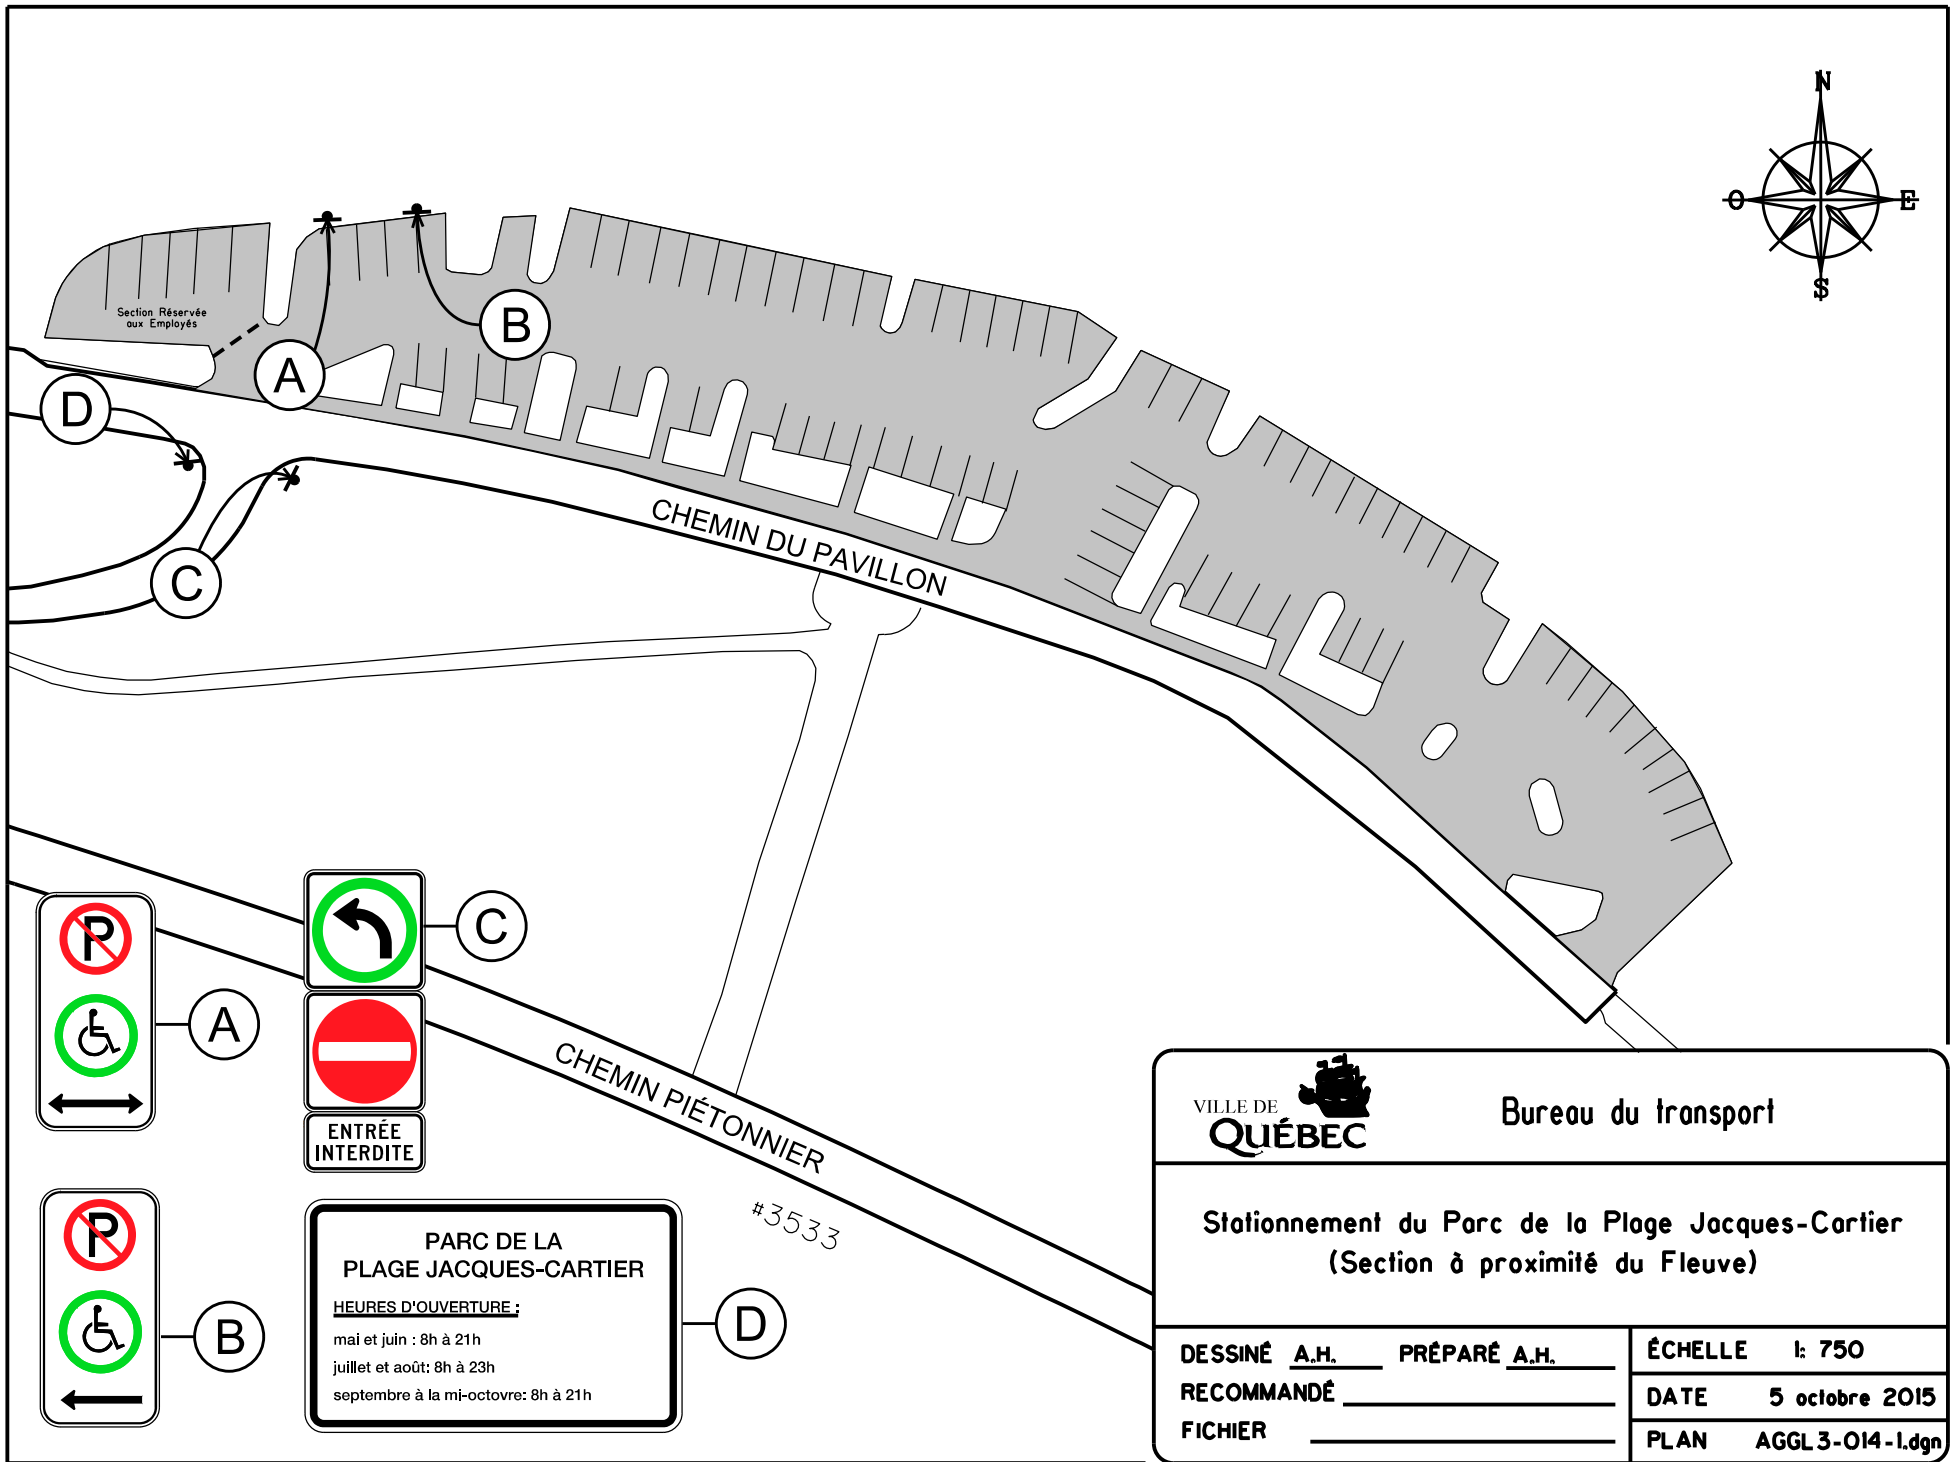 N
O
E
S
Section Réservée
aux Employés
A
B
D
C
CHEMIN DU PAVILLON
CHEMIN PIÉTONNIER
#3533
P
A
C
ENTRÉE
INTERDITE
P
B
PARC DE LA
PLAGE JACQUES-CARTIER
HEURES D'OUVERTURE :
mai et juin : 8h à 21h
juillet et août: 8h à 23h
septembre à la mi-octovre: 8h à 21h
D
VILLE DE
QUÉBEC
Bureau du transport
Stationnement du Parc de la Plage Jacques-Cartier
(Section à proximité du Fleuve)
DESSINÉ A.H. PRÉPARÉ A.H.
RECOMMANDÉ
FICHIER
ÉCHELLE 1: 750
DATE 5 octobre 2015
PLAN AGGL3-014-1.dgn